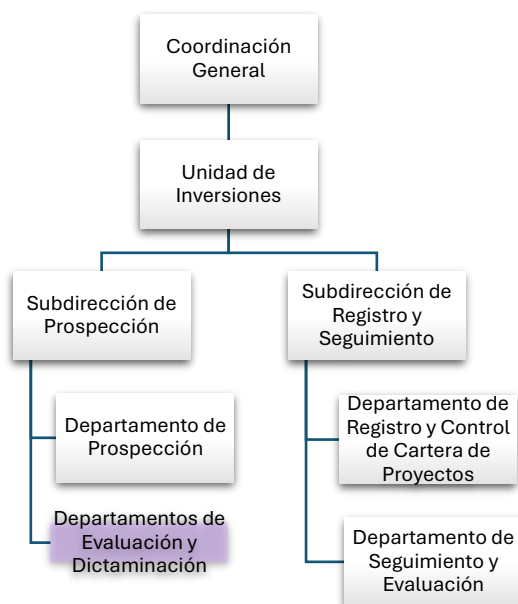 Coordinación
General
Unidad de
Inversiones
Subdirección de
Prospección
Subdirección de
Registro y
Seguimiento
Departamento de
Prospección
Departamentos de
Evaluación y
Dictaminación
Departamento de
Registro y Control
de Cartera de
Proyectos
Departamento de
Seguimiento y
Evaluación